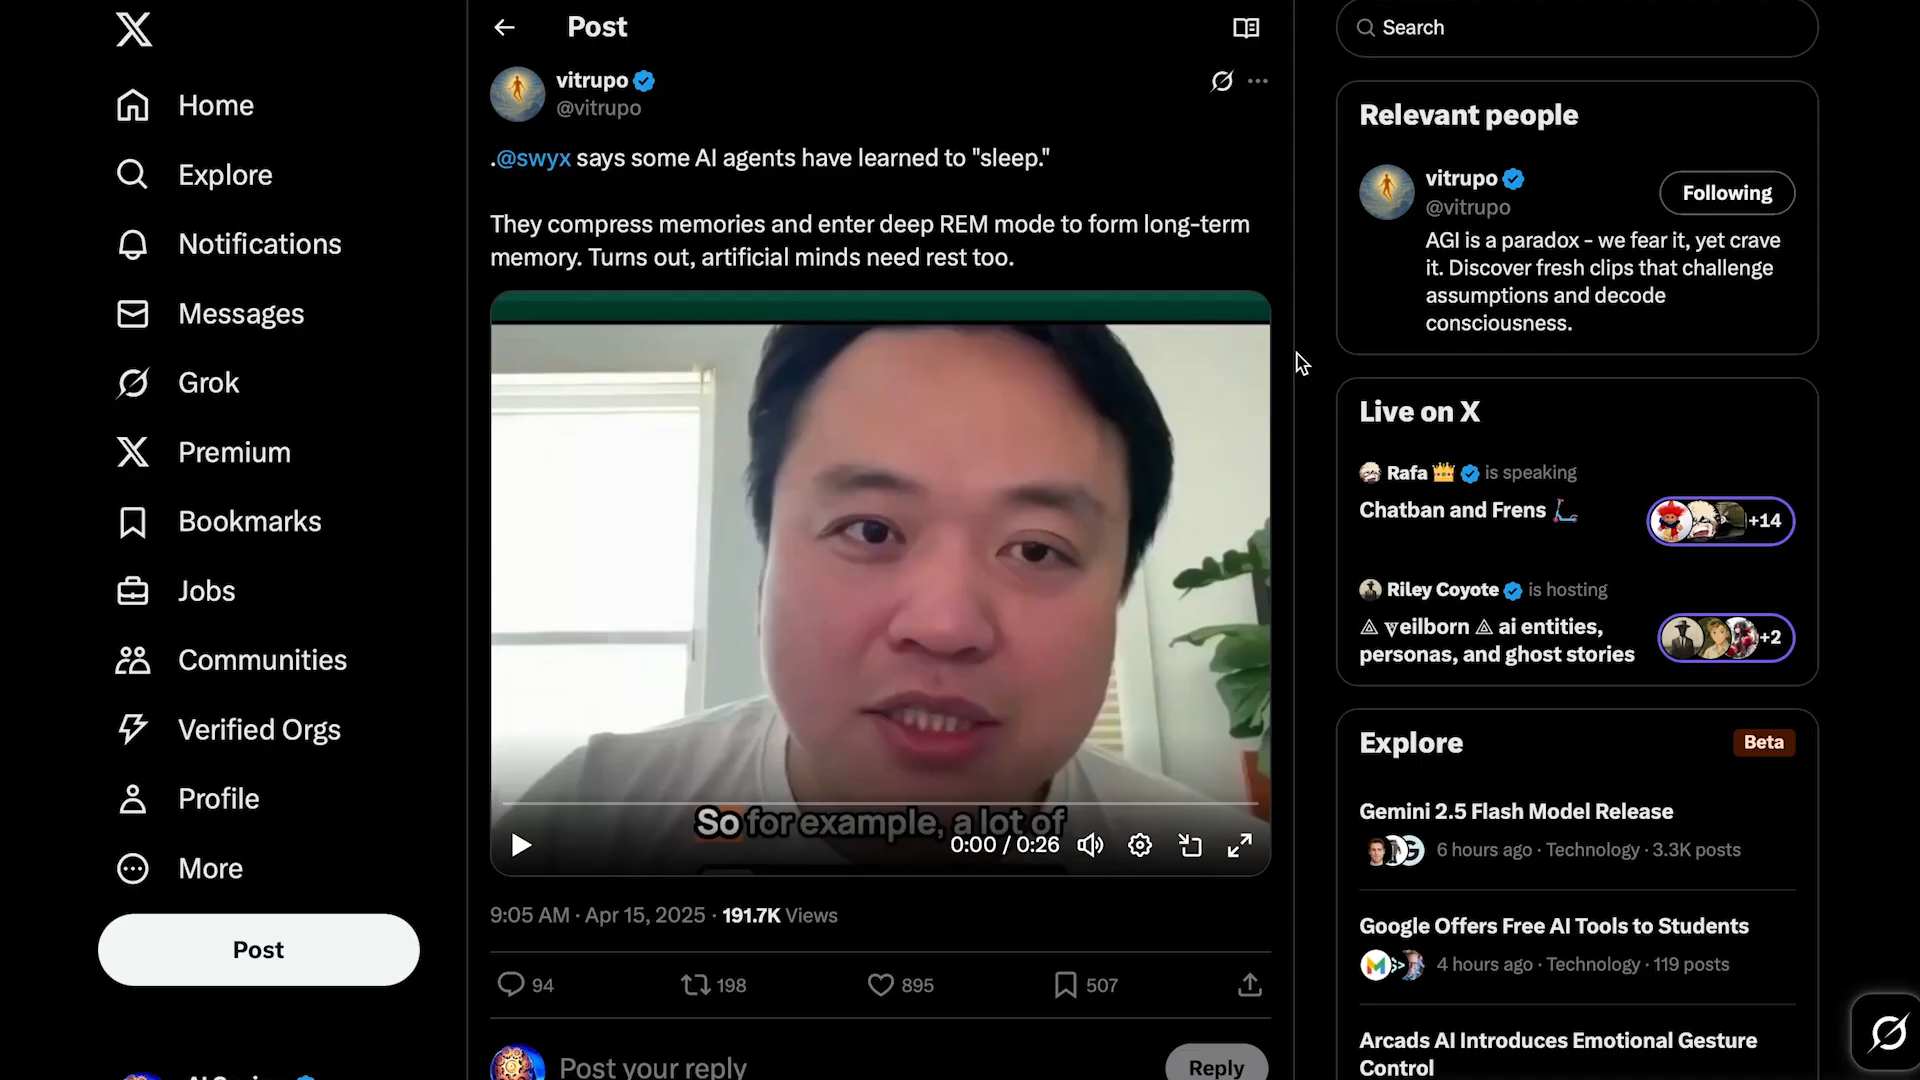 Home
Explore
Notifications
Messages
Grok
Premium
Bookmarks
Jobs
Communities
Verified Orgs
Profile
More
Post
Post
vitrupo
@vitrupo
.@swyx says some AI agents have learned to "sleep."
They compress memories and enter deep REM mode to form long-term
memory. Turns out, artificial minds need rest too.
So for example, a lot of
0:00 / 0:26
9:05 AM · Apr 15, 2025 · 191.7K Views
94
198
895
507
Post your reply
Reply
Search
Relevant people
vitrupo
@vitrupo
Following
AGI is a paradox - we fear it, yet crave
it. Discover fresh clips that challenge
assumptions and decode
consciousness.
Live on X
Rafa 👑 is speaking
Chatban and Frens 🛴
+14
Riley Coyote is hosting
⟁ ⍒eilborn ⟁ ai entities,
personas, and ghost stories
+2
Explore
Beta
Gemini 2.5 Flash Model Release
6 hours ago · Technology · 3.3K posts
Google Offers Free AI Tools to Students
4 hours ago · Technology · 119 posts
Arcads AI Introduces Emotional Gesture
Control